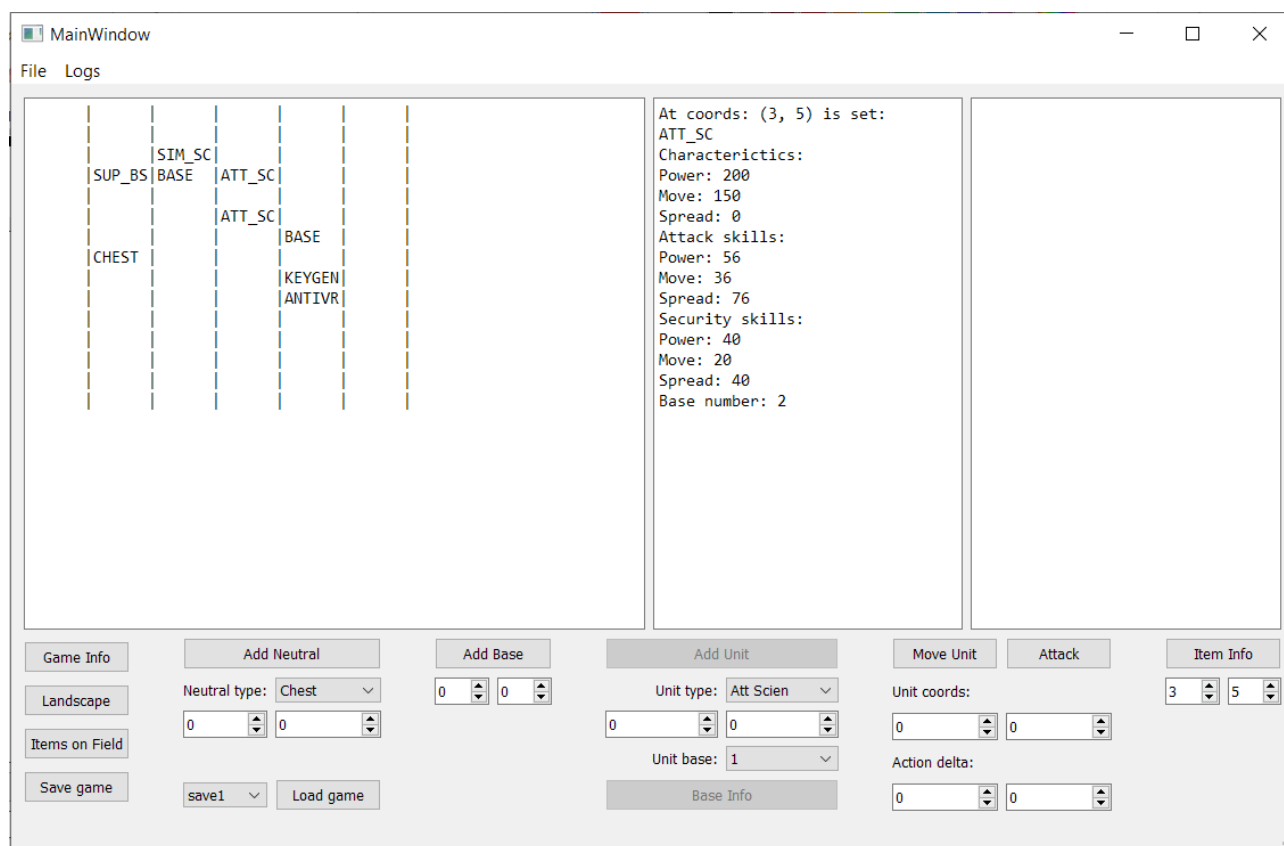 MainWindow
File Logs
| | | | | |
| | | | | |
| |SIM_SC| | | |
|SUP_BS|BASE |ATT_SC| | |
| | | | | |
| | |ATT_SC| | |
| | | |BASE | |
|CHEST | | | | |
| | | |KEYGEN| |
| | | |ANTIVR| |
| | | | | |
| | | | | |
| | | | | |
| | | | | |
| | | | | |
At coords: (3, 5) is set:
ATT_SC
Characterictics:
Power: 200
Move: 150
Spread: 0
Attack skills:
Power: 56
Move: 36
Spread: 76
Security skills:
Power: 40
Move: 20
Spread: 40
Base number: 2
Game Info
Landscape
Items on Field
Save game
Add Neutral
Neutral type: Chest
0 0
save1 Load game
Add Base
0 0
Add Unit
Unit type: Att Scien
0 0
Unit base: 1
Base Info
Move Unit Attack
Unit coords:
0 0
Action delta:
0 0
Item Info
3 5